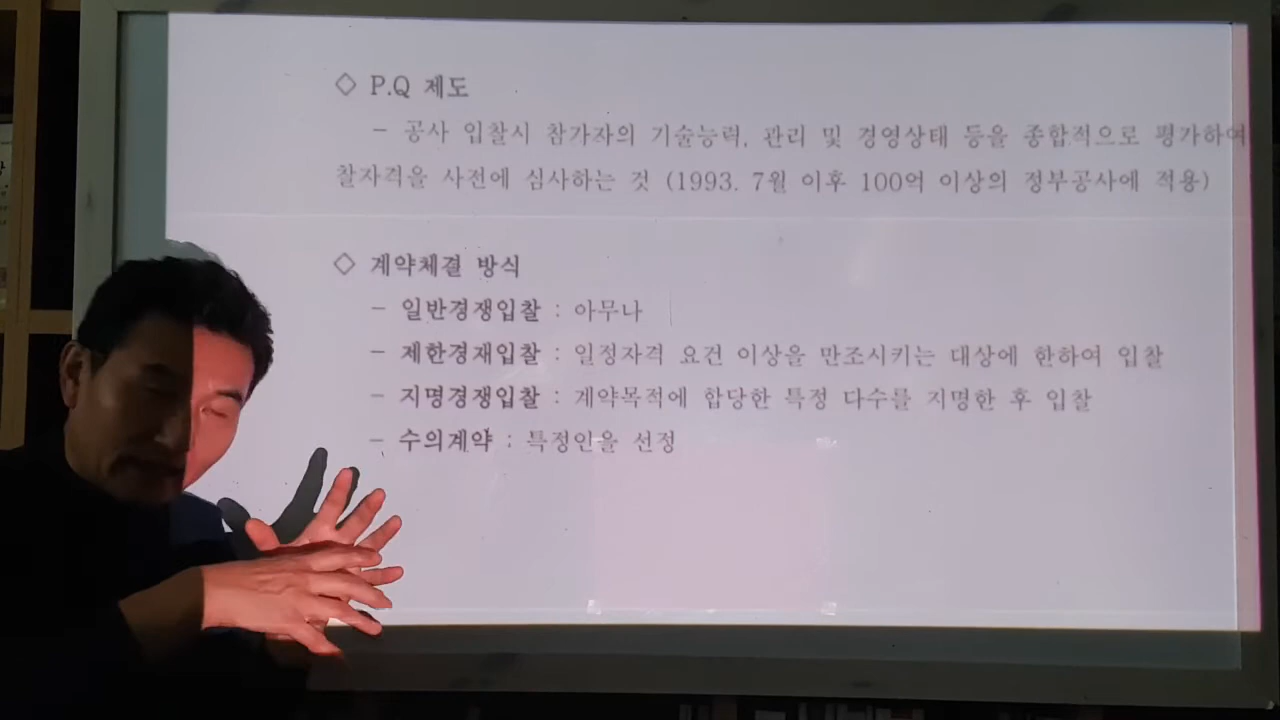 ◇ P.Q 제도
- 공사 입찰시 참가자의 기술능력, 관리 및 경영상태 등을 종합적으로 평가하여
찰자격을 사전에 심사하는 것 (1993. 7월 이후 100억 이상의 정부공사에 적용)
◇ 계약체결 방식
- 일반경쟁입찰 : 아무나
- 제한경재입찰 : 일정자격 요건 이상을 만조시키는 대상에 한하여 입찰
- 지명경쟁입찰 : 계약목적에 합당한 특정 다수를 지명한 후 입찰
- 수의계약 : 특정인을 선정